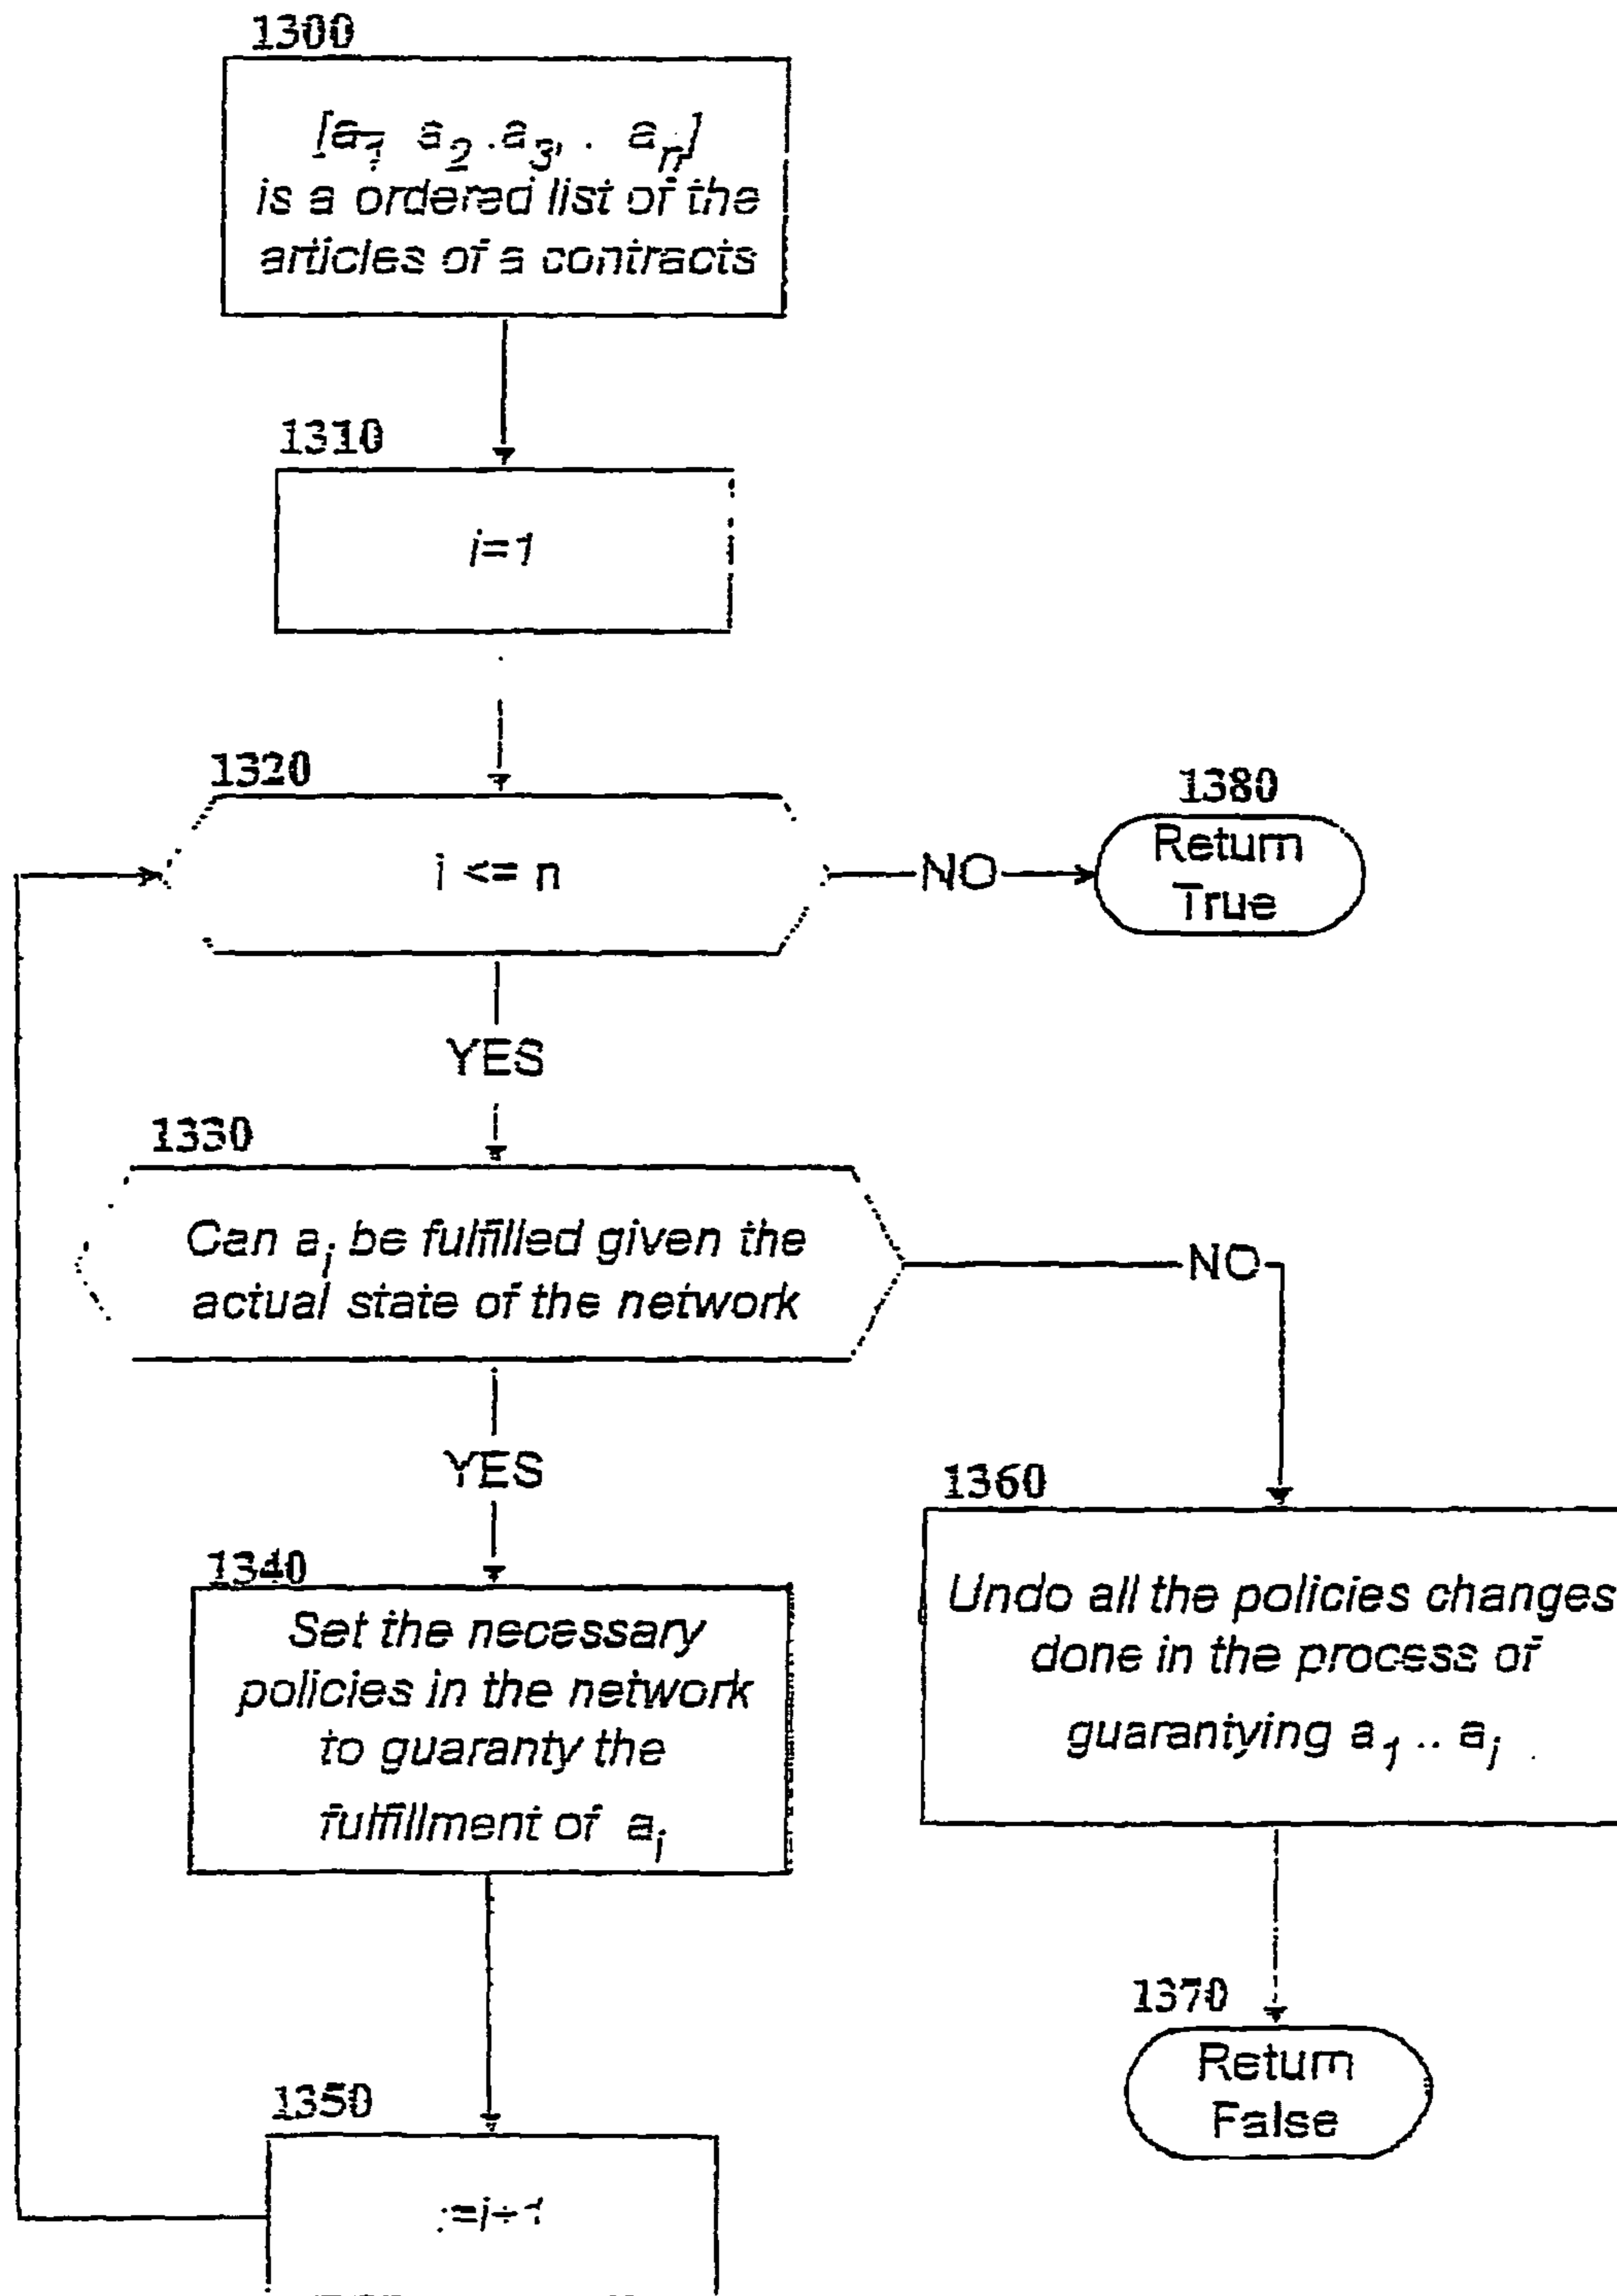 1300
[a1 a2 . a3, . an]
is a ordered list of the
articles of a contracts
1310
i=1
1320
i <= n
NO
1380
Return
True
YES
1330
Can ai be fulfilled given the
actual state of the network
NO
YES
1340
Set the necessary
policies in the network
to guaranty the
fulfillment of ai
1360
Undo all the policies changes
done in the process of
guarantying a1 .. ai
1370
Return
False
1350
i=i+1